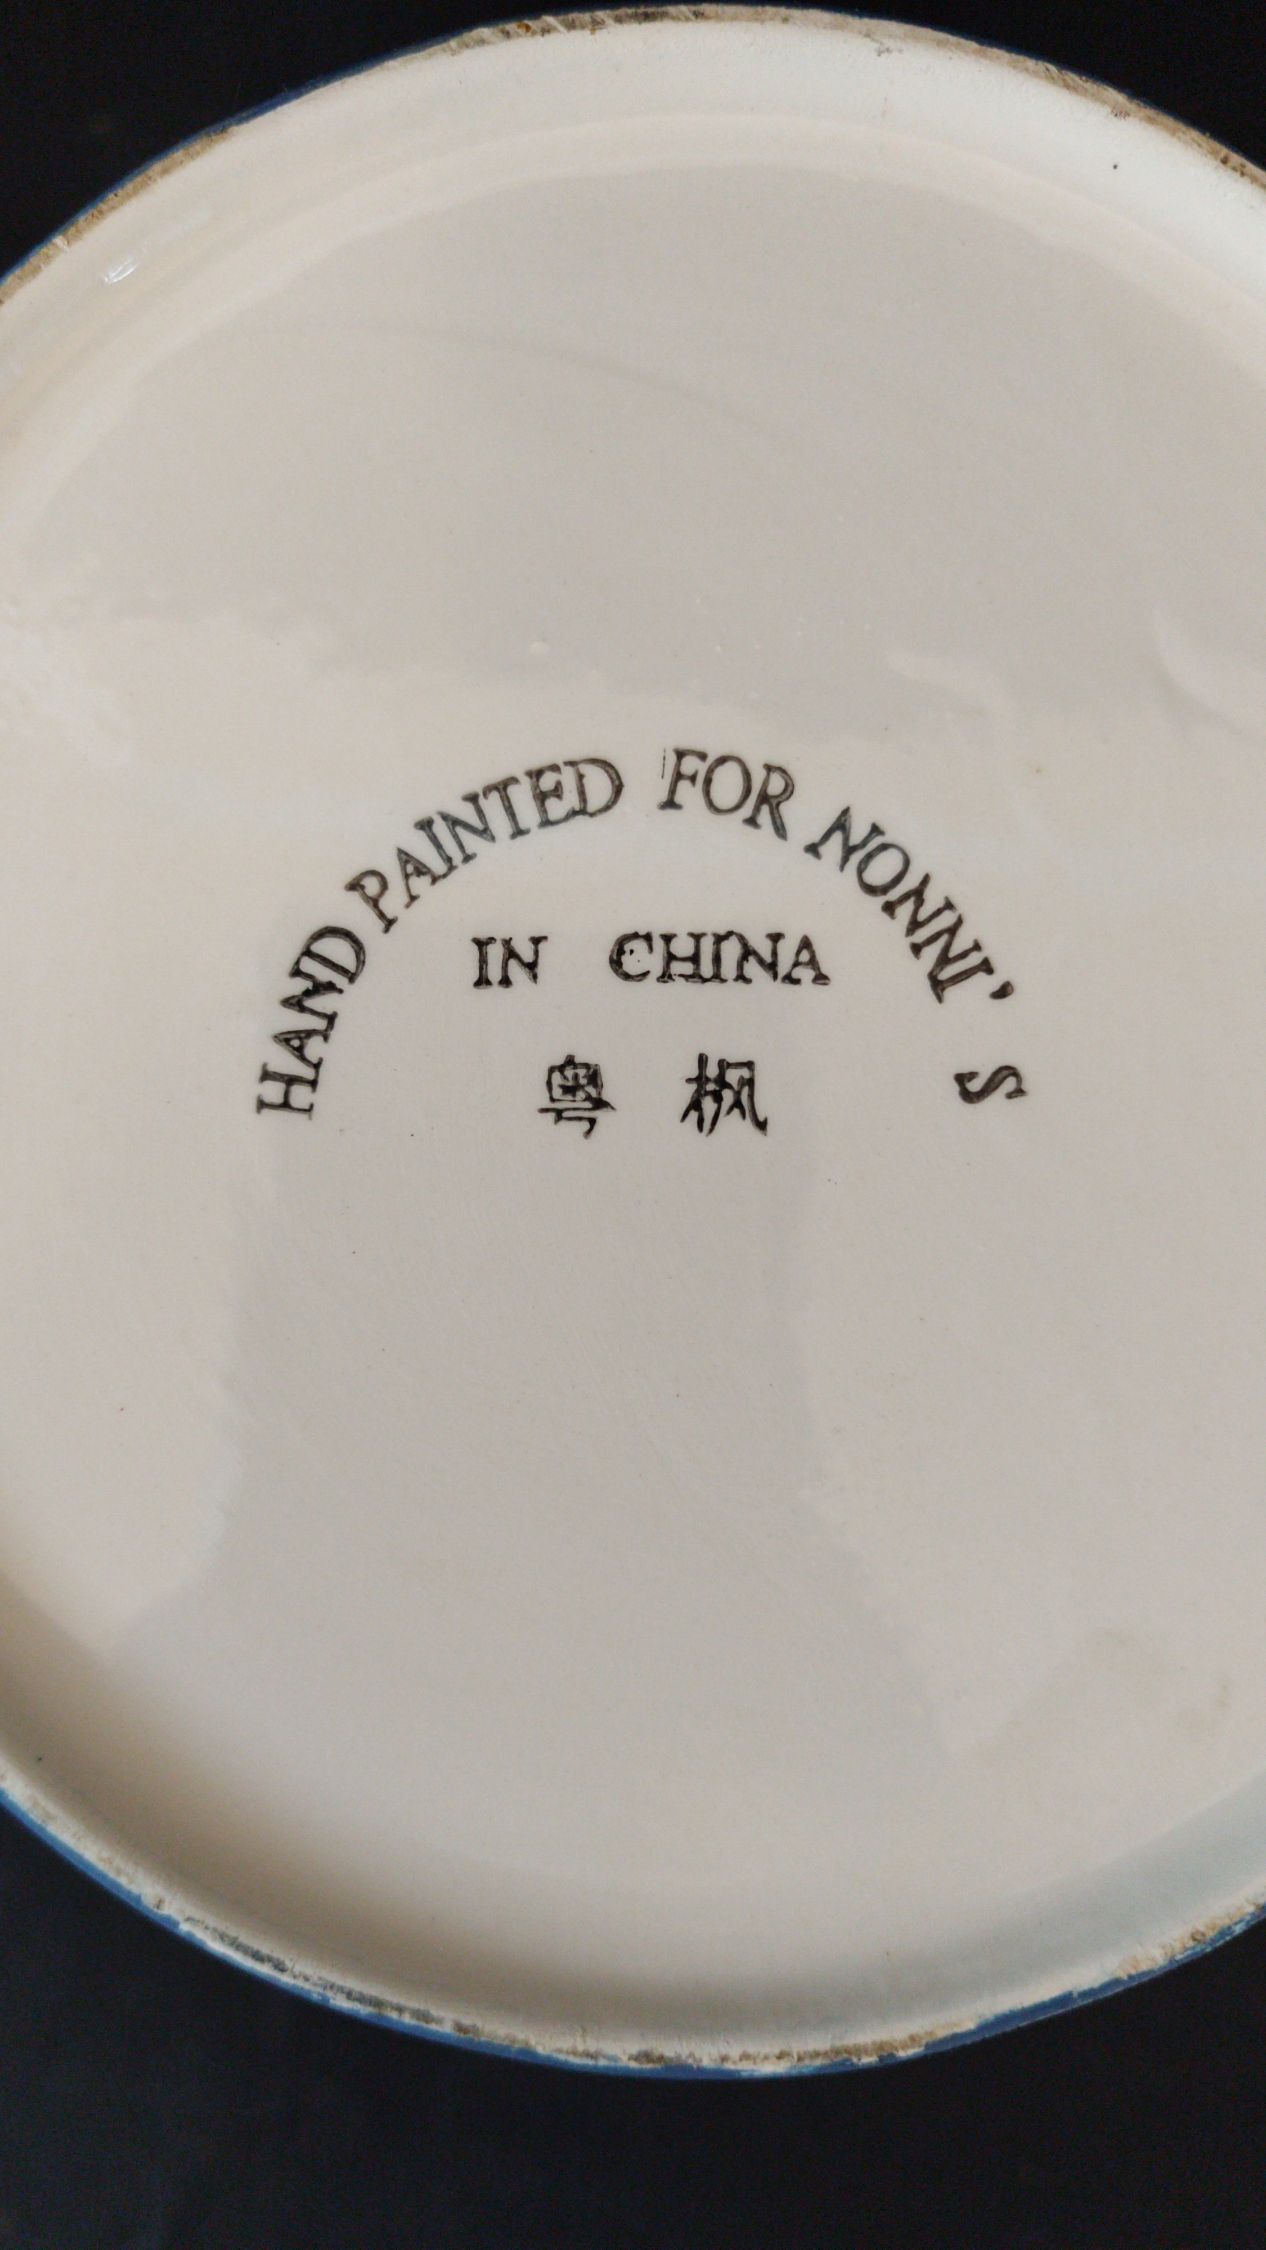 HAND PAINTED FOR NONNI'S
IN CHINA
粤枫